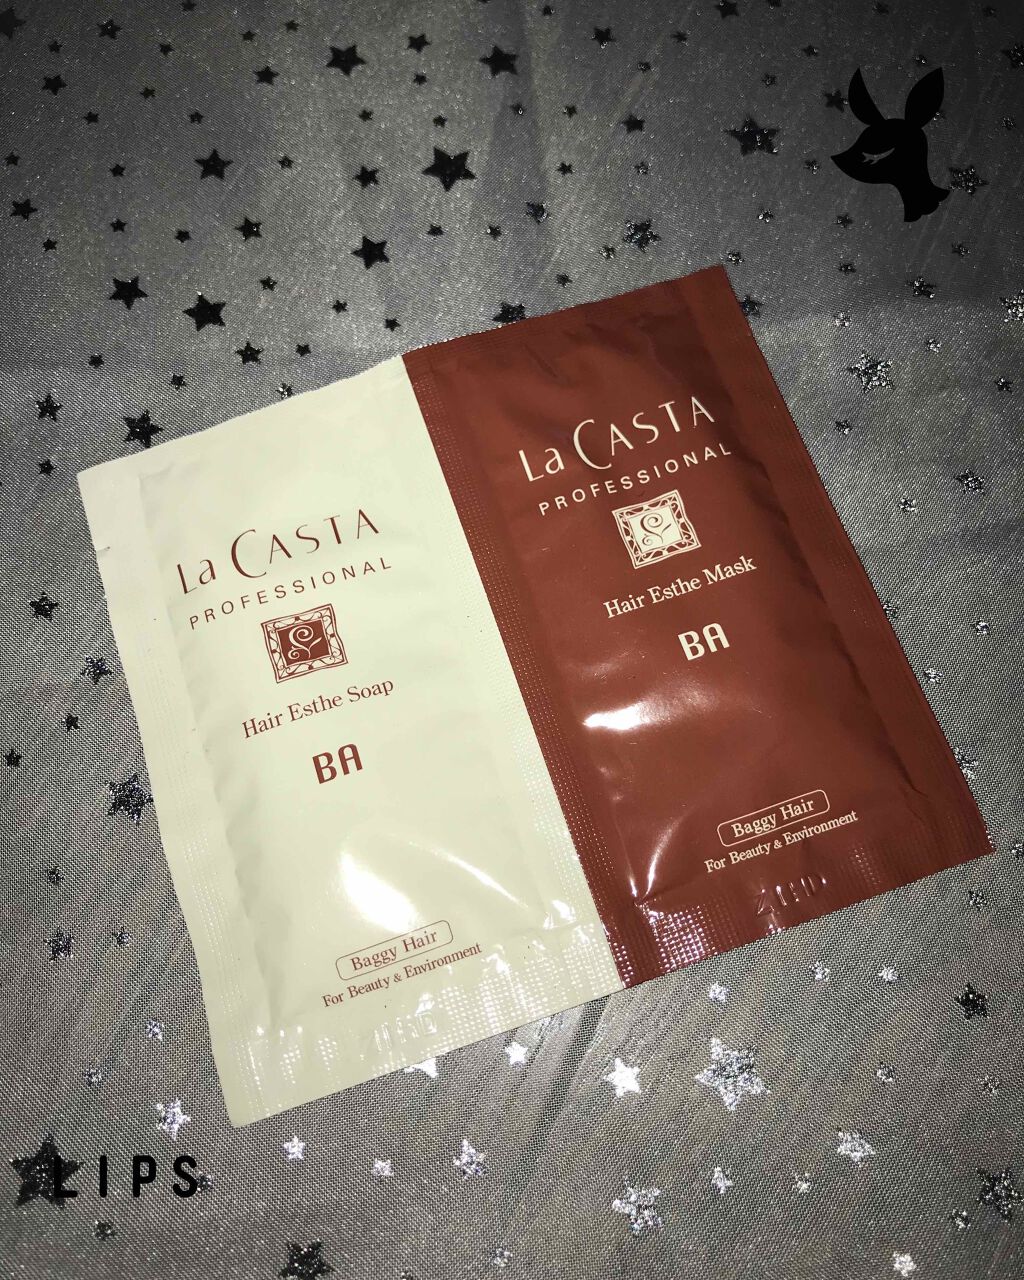 La CASTA
PROFESSIONAL
Hair Esthe Soap
BA
Baggy Hair
For Beauty & Environment
La CASTA
PROFESSIONAL
Hair Esthe Mask
BA
Baggy Hair
For Beauty & Environment
LIPS